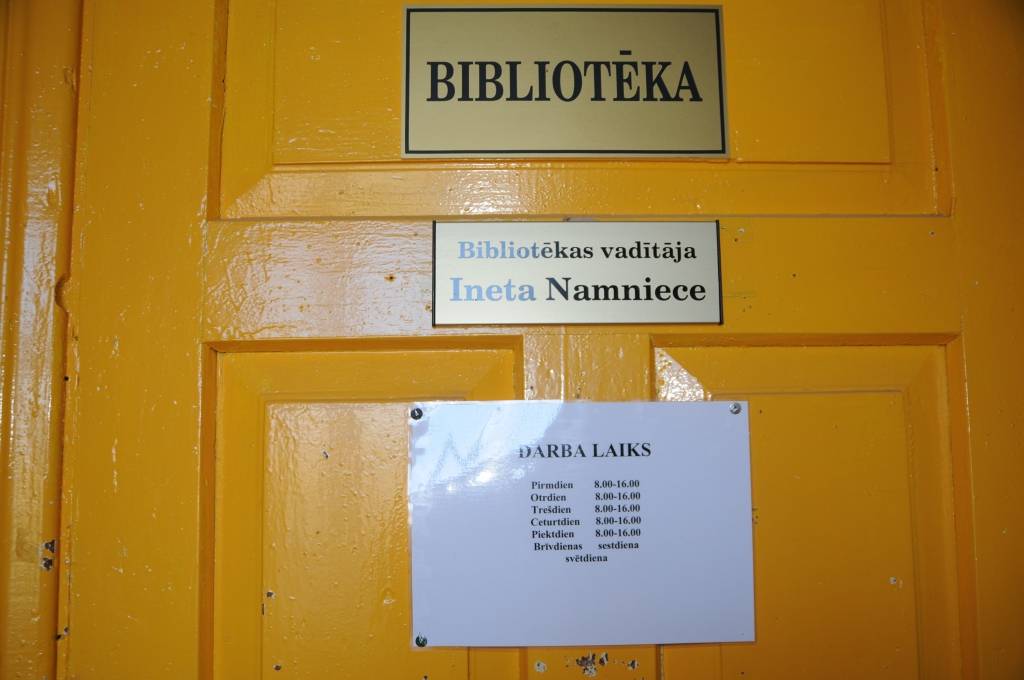 BIBLIOTĒKA
Bibliotēkas vadītāja
Ineta Namniece
DARBA LAIKS
Pirmdien 8.00-16.00
Otrdien 8.00-16.00
Trešdien 8.00-16.00
Ceturtdien 8.00-16.00
Piektdien 8.00-16.00
Brīvdienas sestdiena
svētdiena